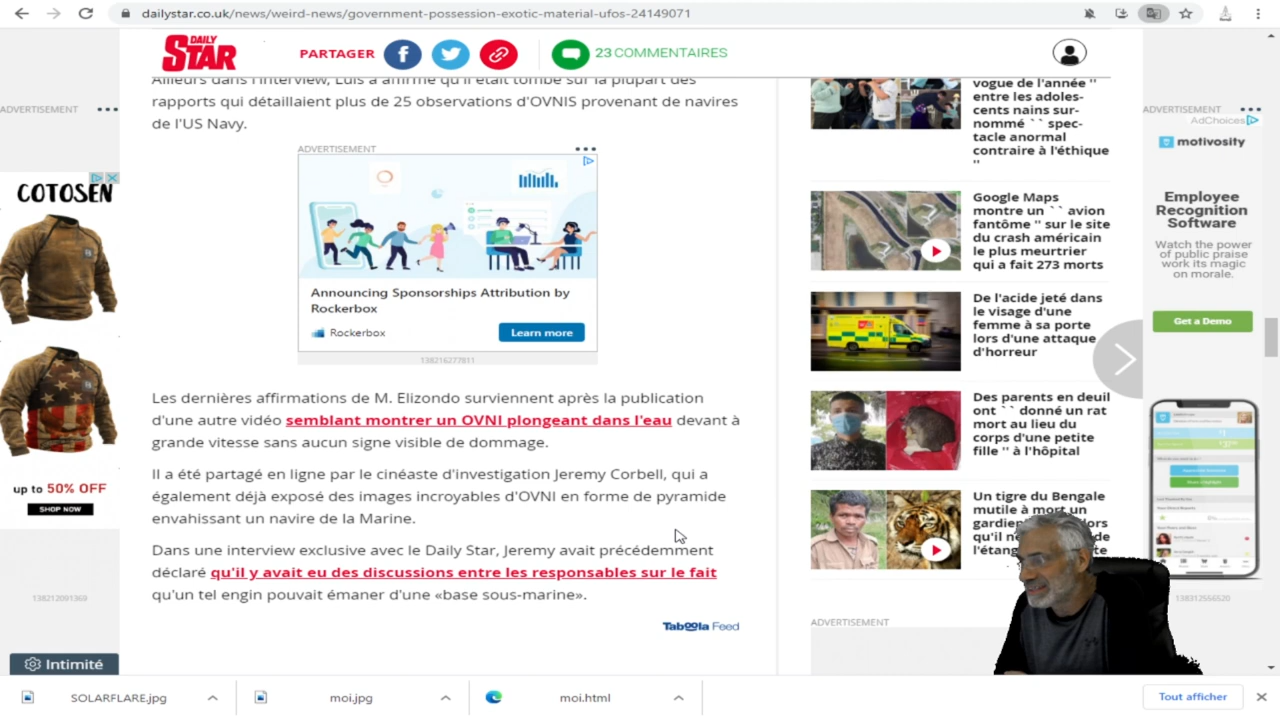 dailystar.co.uk/news/weird-news/government-possession-exotic-material-ufos-24149071
DAILY
STAR
PARTAGER
23 COMMENTAIRES
Ailleurs dans l'interview, Luis a affirmé qu'il était tombé sur la plupart des
rapports qui détaillaient plus de 25 observations d'OVNIS provenant de navires
de l'US Navy.
ADVERTISEMENT
Announcing Sponsorships Attribution by
Rockerbox
Rockerbox
Learn more
138216277811
Les dernières affirmations de M. Elizondo surviennent après la publication
d'une autre vidéo semblant montrer un OVNI plongeant dans l'eau devant à
grande vitesse sans aucun signe visible de dommage.
Il a été partagé en ligne par le cinéaste d'investigation Jeremy Corbell, qui a
également déjà exposé des images incroyables d'OVNI en forme de pyramide
envahissant un navire de la Marine.
Dans une interview exclusive avec le Daily Star, Jeremy avait précédemment
déclaré qu'il y avait eu des discussions entre les responsables sur le fait
qu'un tel engin pouvait émaner d'une «base sous-marine».
Taboola Feed
ADVERTISEMENT
COTOSEN
up to 50% OFF
SHOP NOW
138212091369
Intimité
vogue de l'année ''
entre les adoles-
cents nains sur-
nommé `` spec-
tacle anormal
contraire à l'éthique
''
Google Maps
montre un `` avion
fantôme '' sur le site
du crash américain
le plus meurtrier
qui a fait 273 morts
De l'acide jeté dans
le visage d'une
femme à sa porte
lors d'une attaque
d'horreur
Des parents en deuil
ont `` donné un rat
mort au lieu du
corps d'une petite
fille '' à l'hôpital
Un tigre du Bengale
mutile à mort un
gardien
qu'il
l'étang
ADVERTISEMENT
ADVERTISEMENT
AdChoices
motivosity
Employee
Recognition
Software
Watch the power
of public praise
work its magic
on morale.
Get a Demo
138312556520
SOLARFLARE.jpg
moi.jpg
moi.html
Tout afficher